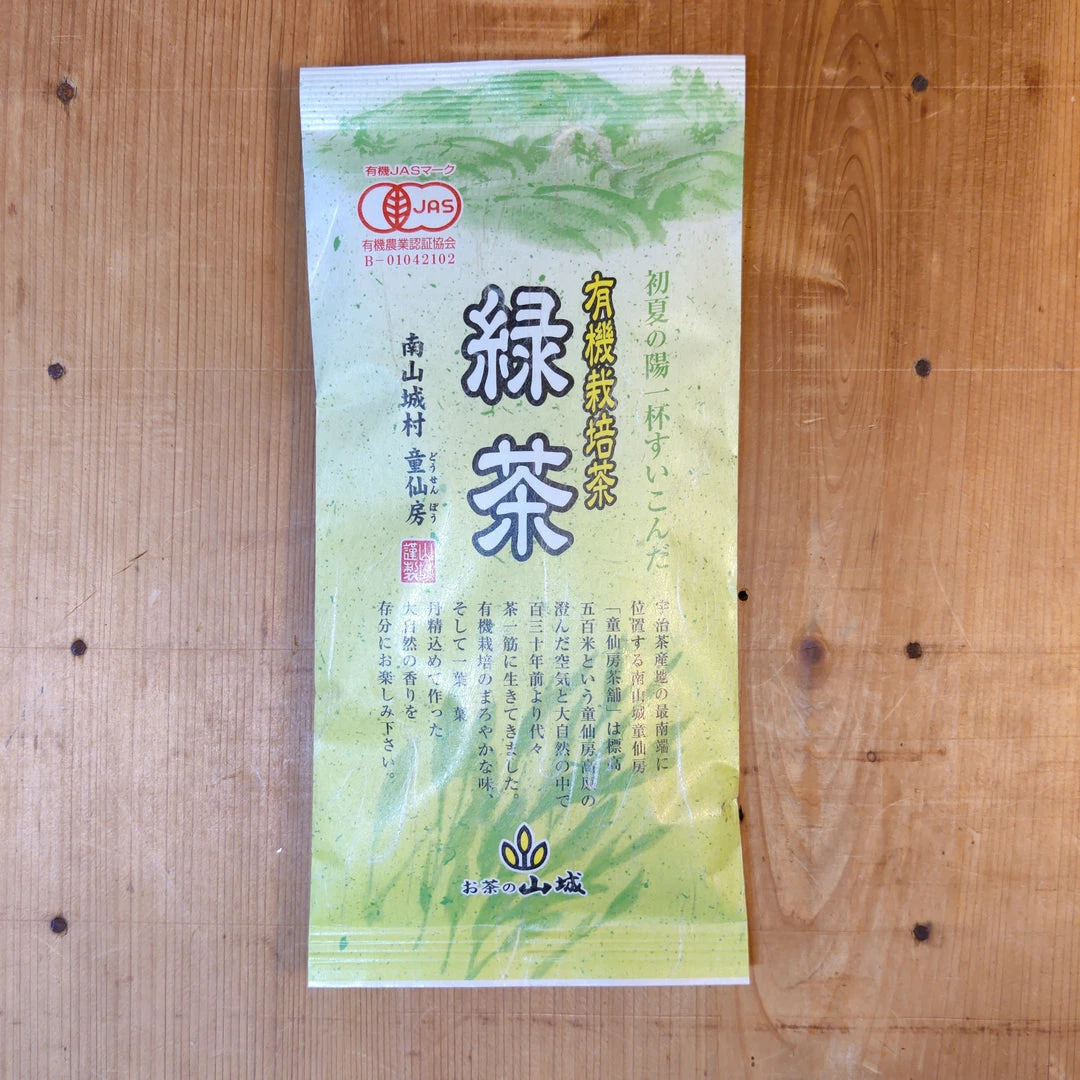 有機JASマーク
JAS
有機農業認証協会
B-01042102
初夏の陽一杯すいこんだ
有機栽培茶
緑茶
南山城村 童仙房
どうせんぼう
山城
謹製
宇治茶産地の最南端に
位置する南山城童仙房
「童仙房茶舗」は標高
五百米という童仙房高原の
澄んだ空気と大自然の中で
百三十年前より代々
茶一筋に生きてきました。
有機栽培のまろやかな味、
そして一葉一葉
丹精込めて作った
大自然の香りを
存分にお楽しみ下さい。
お茶の山城